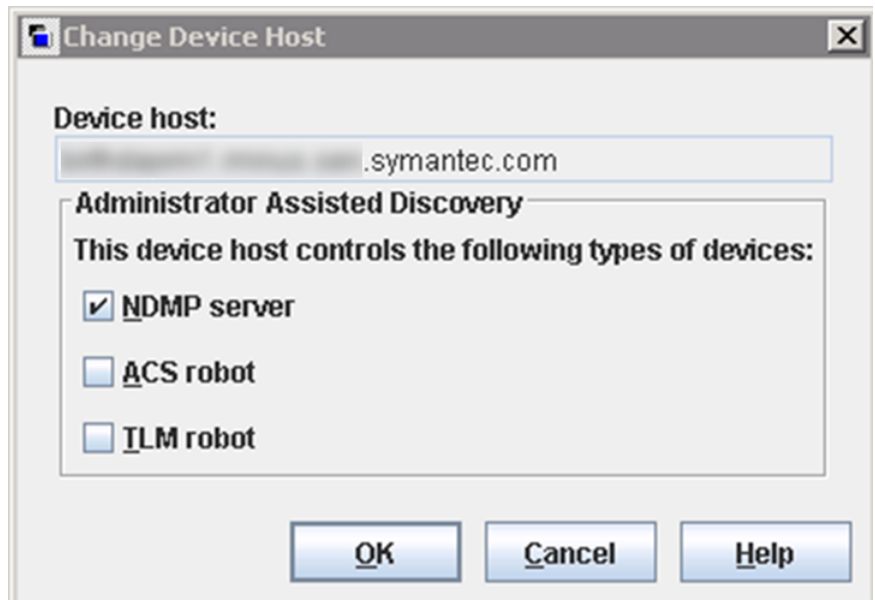 Change Device Host
Device host:
.symantec.com
Administrator Assisted Discovery
This device host controls the following types of devices:
NDMP server
ACS robot
TLM robot
OK Cancel Help